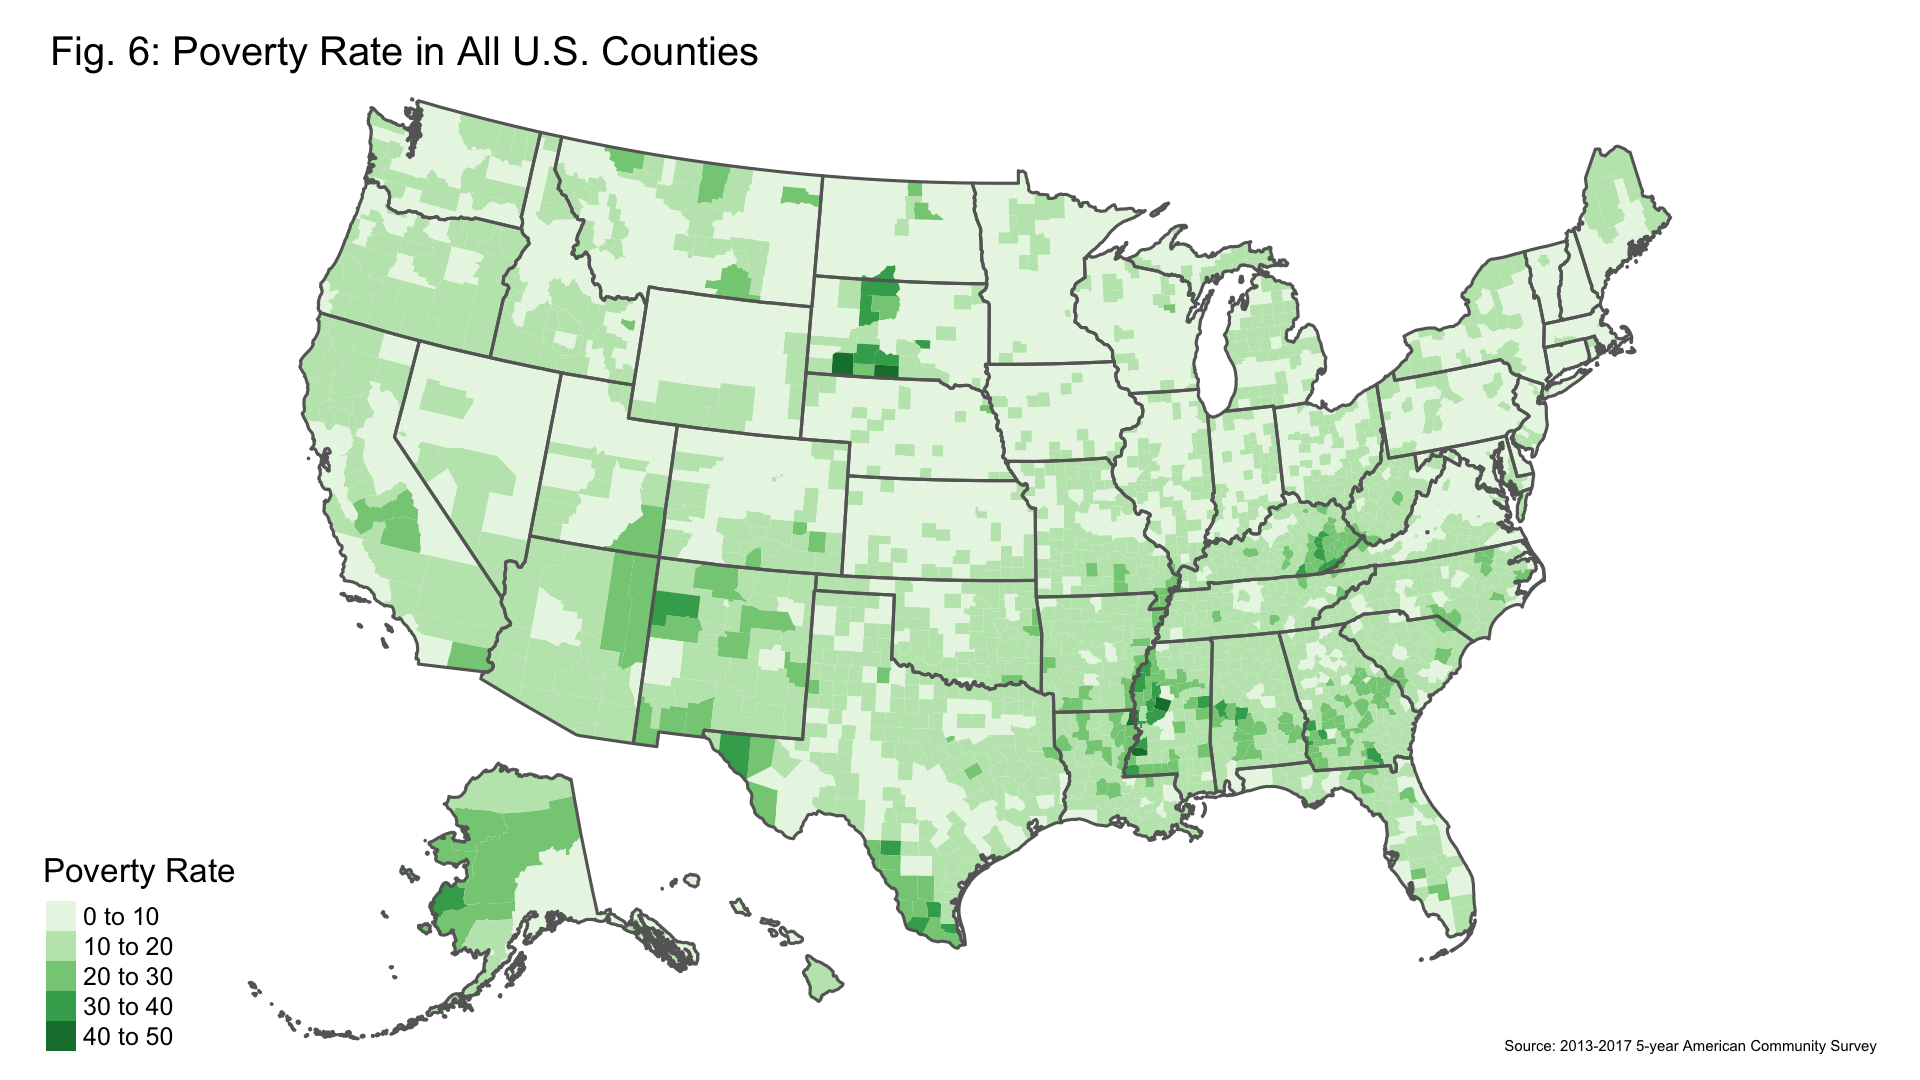 Fig. 6: Poverty Rate in All U.S. Counties
Poverty Rate
0 to 10
10 to 20
20 to 30
30 to 40
40 to 50
Source: 2013-2017 5-year American Community Survey